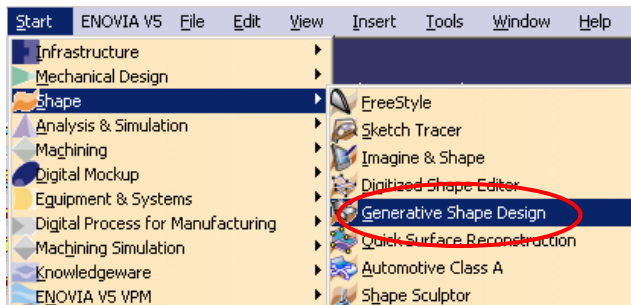 Start ENOVIA V5 File Edit View Insert Tools Window Help
Infrastructure
Mechanical Design
Shape
Analysis & Simulation
Machining
Digital Mockup
Equipment & Systems
Digital Process for Manufacturing
Machining Simulation
Knowledgeware
ENOVIA V5 VPM
FreeStyle
Sketch Tracer
Imagine & Shape
Digitized Shape Editor
Generative Shape Design
Quick Surface Reconstruction
Automotive Class A
Shape Sculptor